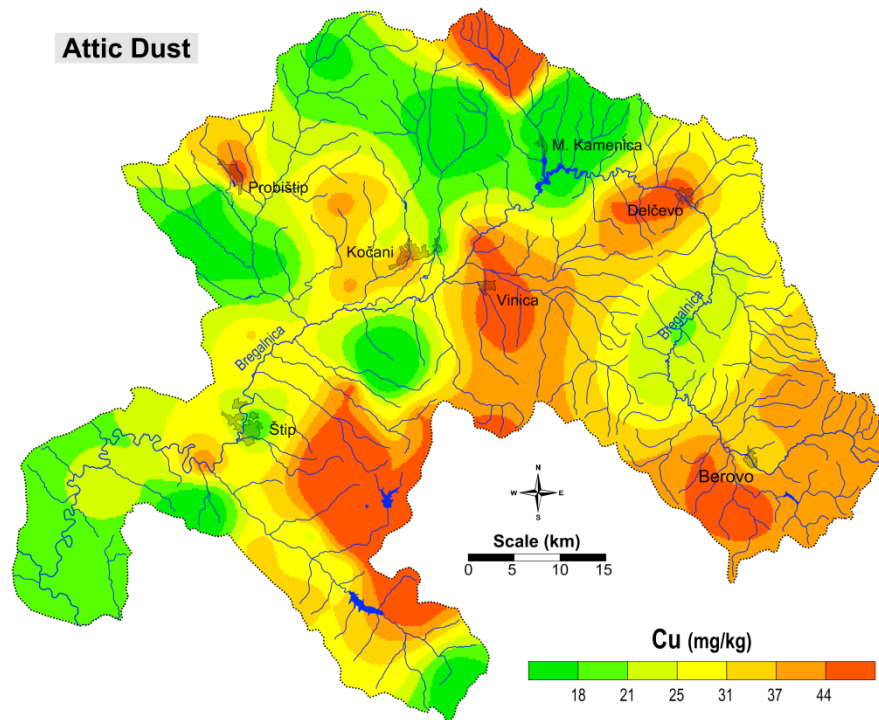 Attic Dust
M. Kamenica
Probištip
Delčevo
Kočani
Vinica
Bregalnica
Bregalnica
Štip
Berovo
N
W E
S
Scale (km)
0 5 10 15
Cu (mg/kg)
18 21 25 31 37 44